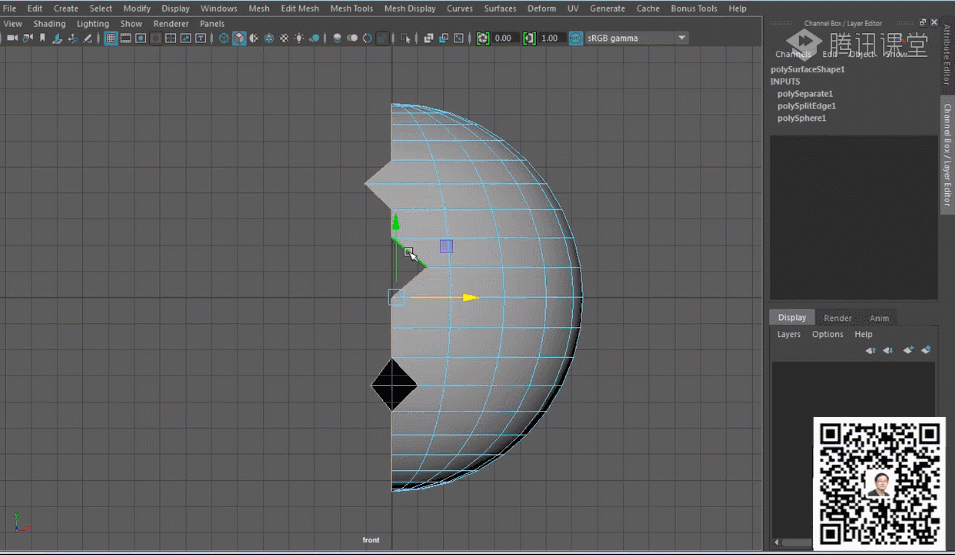 File Edit Create Select Modify Display Windows Mesh Edit Mesh Mesh Tools Mesh Display Curves Surfaces Deform UV Generate Cache Bonus Tools Help
View Shading Lighting Show Renderer Panels
0.00 1.00 sRGB gamma
Channel Box / Layer Editor
腾讯课堂
Channels Edit Object Show
polySurfaceShape1
INPUTS
polySeparate1
polySplitEdge1
polySphere1
Attribute Editor
Channel Box / Layer Editor
Display Render Anim
Layers Options Help
front